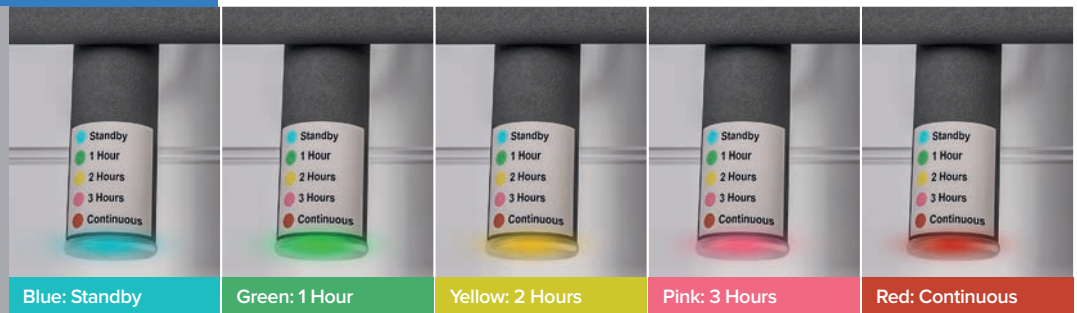 Standby
1 Hour
2 Hours
3 Hours
Continuous
Blue: Standby
Standby
1 Hour
2 Hours
3 Hours
Continuous
Green: 1 Hour
Standby
1 Hour
2 Hours
3 Hours
Continuous
Yellow: 2 Hours
Standby
1 Hour
2 Hours
3 Hours
Continuous
Pink: 3 Hours
Standby
1 Hour
2 Hours
3 Hours
Continuous
Red: Continuous